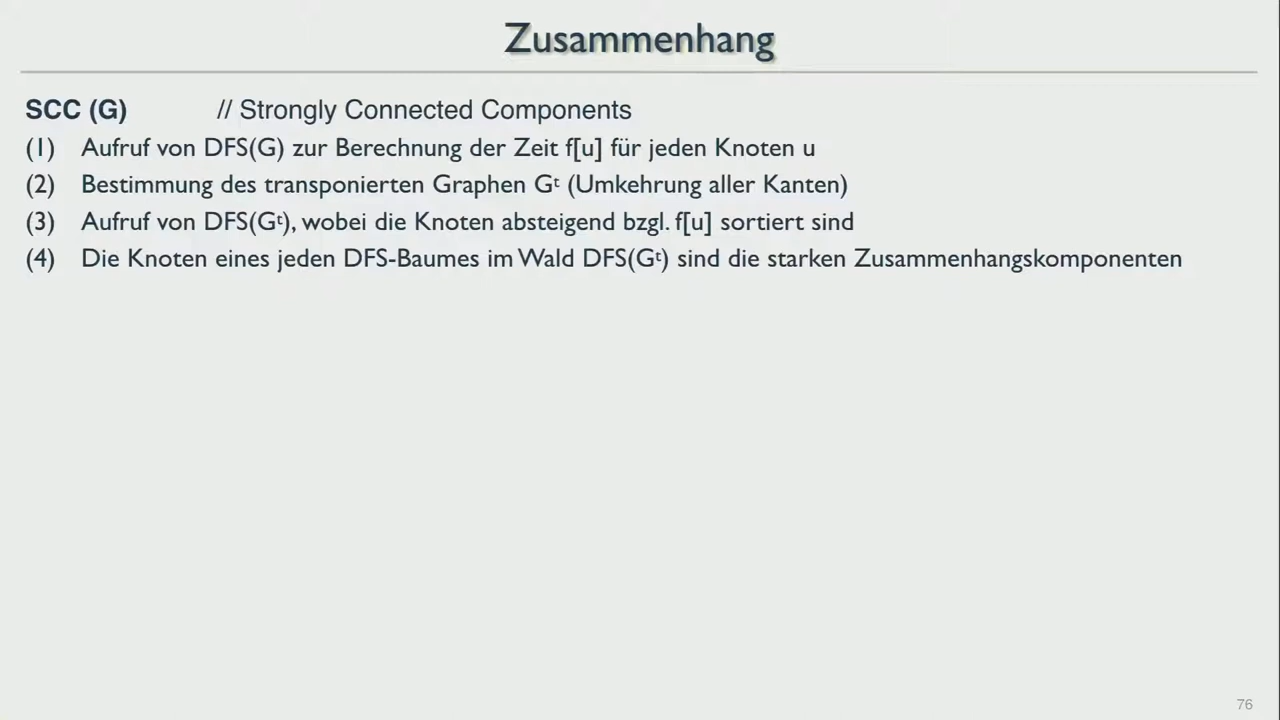 Zusammenhang
SCC (G) // Strongly Connected Components
(1) Aufruf von DFS(G) zur Berechnung der Zeit f[u] für jeden Knoten u
(2) Bestimmung des transponierten Graphen Gᵗ (Umkehrung aller Kanten)
(3) Aufruf von DFS(Gᵗ), wobei die Knoten absteigend bzgl. f[u] sortiert sind
(4) Die Knoten eines jeden DFS-Baumes im Wald DFS(Gᵗ) sind die starken Zusammenhangskomponenten
76